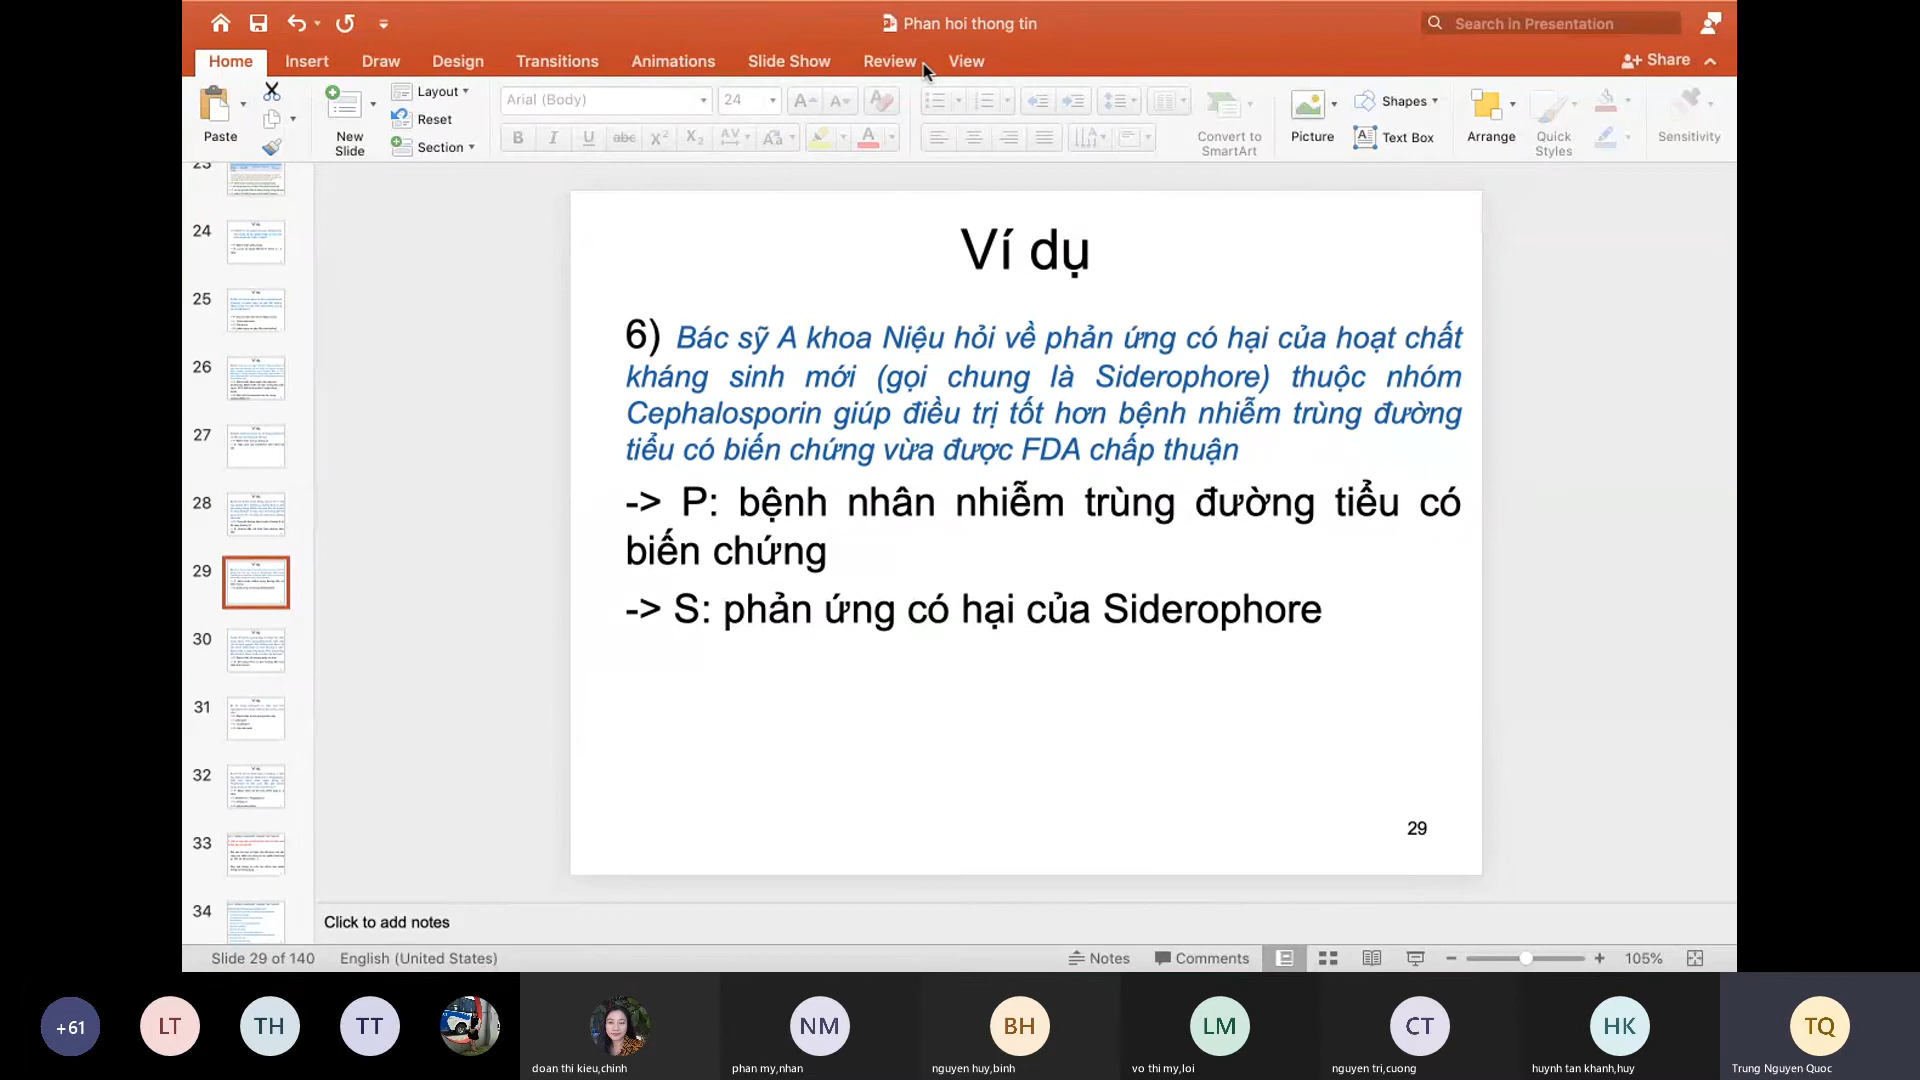 Phan hoi thong tin
Search in Presentation
Home Insert Draw Design Transitions Animations Slide Show Review View
Share
Paste
New
Slide
Layout
Reset
Section
Arial (Body) 24
Convert to
SmartArt
Picture
Shapes
Text Box
Arrange
Quick
Styles
Sensitivity
23
24
25
26
27
28
29
30
31
32
33
34
Ví dụ
6) Bác sỹ A khoa Niệu hỏi về phản ứng có hại của hoạt chất
kháng sinh mới (gọi chung là Siderophore) thuộc nhóm
Cephalosporin giúp điều trị tốt hơn bệnh nhiễm trùng đường
tiểu có biến chứng vừa được FDA chấp thuận
-> P: bệnh nhân nhiễm trùng đường tiểu có
biến chứng
-> S: phản ứng có hại của Siderophore
29
Click to add notes
Slide 29 of 140 English (United States) Notes Comments 105%
+61 LT TH TT NM BH LM CT HK TQ
doan thi kieu,chinh phan my,nhan nguyen huy,binh vo thi my,loi nguyen tri,cuong huynh tan khanh,huy Trung Nguyen Quoc